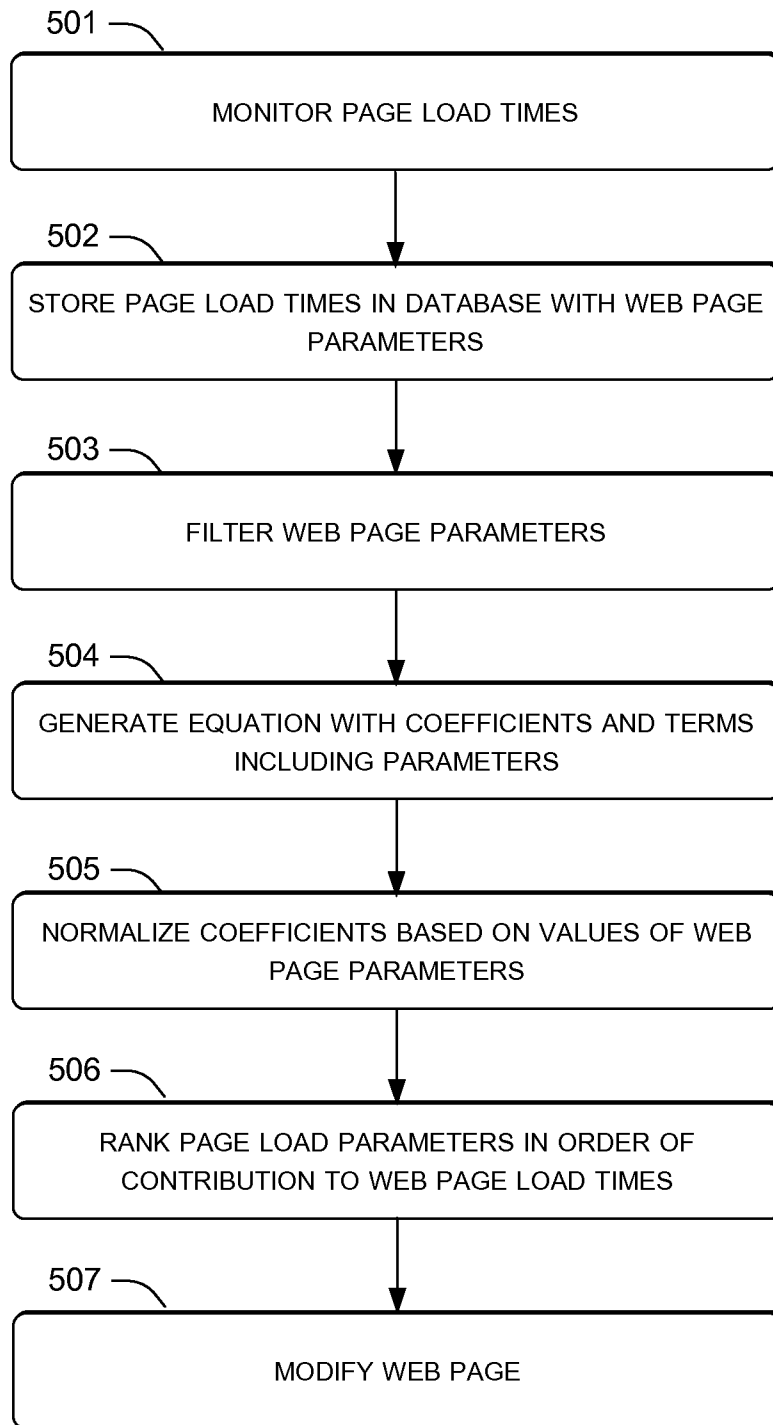 501
MONITOR PAGE LOAD TIMES
502
STORE PAGE LOAD TIMES IN DATABASE WITH WEB PAGE
PARAMETERS
503
FILTER WEB PAGE PARAMETERS
504
GENERATE EQUATION WITH COEFFICIENTS AND TERMS
INCLUDING PARAMETERS
505
NORMALIZE COEFFICIENTS BASED ON VALUES OF WEB
PAGE PARAMETERS
506
RANK PAGE LOAD PARAMETERS IN ORDER OF
CONTRIBUTION TO WEB PAGE LOAD TIMES
507
MODIFY WEB PAGE